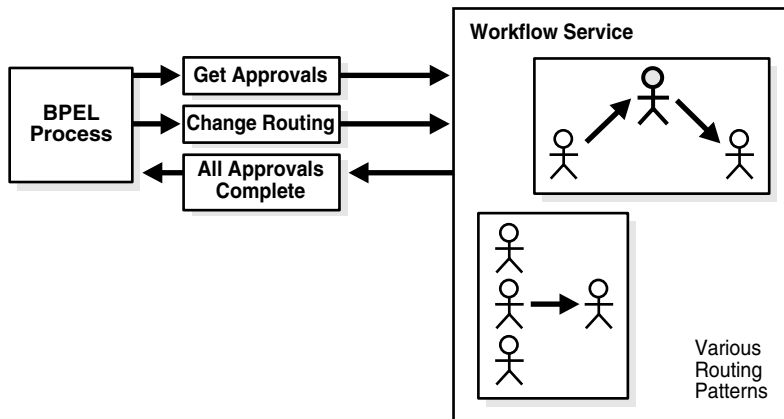 Workflow Service
BPEL
Process
Get Approvals
Change Routing
All Approvals
Complete
Various
Routing
Patterns